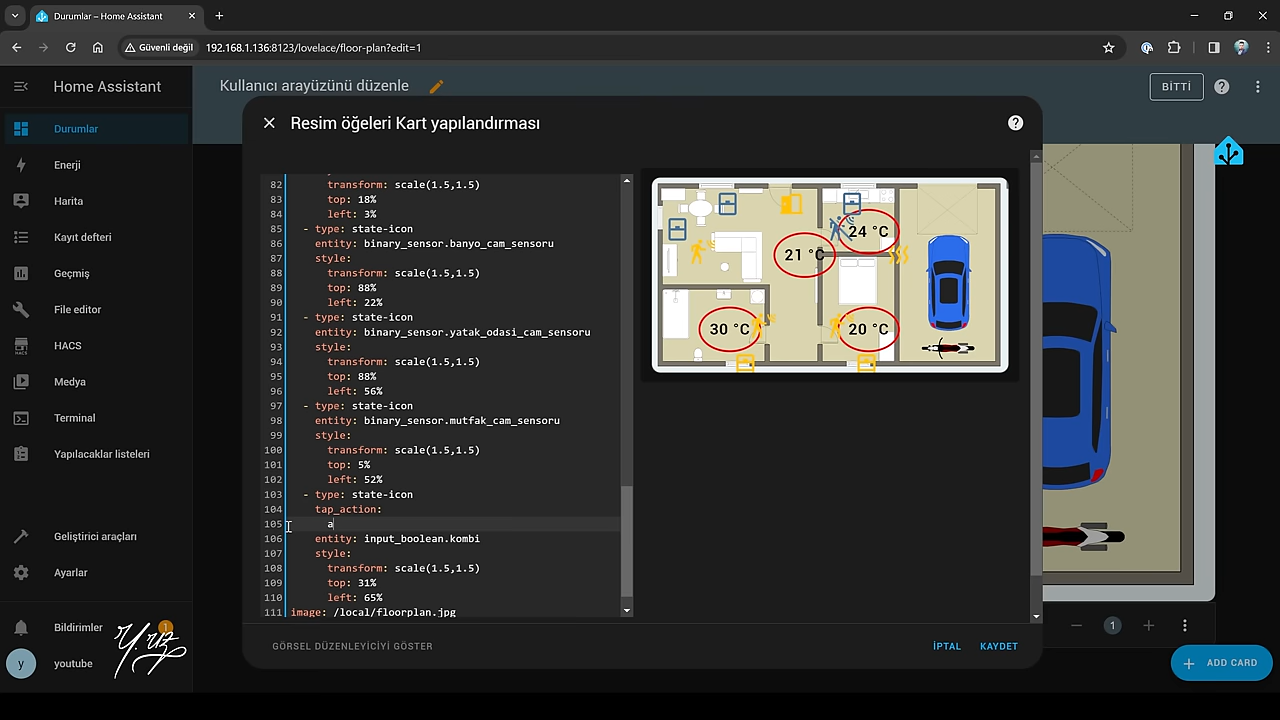 Durumlar – Home Assistant
Güvenli değil
192.168.1.136:8123/lovelace/floor-plan?edit=1
Home Assistant
Kullanıcı arayüzünü düzenle
BİTTİ
Durumlar
Enerji
Harita
Kayıt defteri
Geçmiş
File editor
HACS
HACS
Medya
Terminal
Yapılacaklar listeleri
Geliştirici araçları
Ayarlar
Bildirimler
1
y
youtube
Y.YÜZ
Resim öğeleri Kart yapılandırması
82 transform: scale(1.5,1.5)
83 top: 18%
84 left: 3%
85 - type: state-icon
86 entity: binary_sensor.banyo_cam_sensoru
87 style:
88 transform: scale(1.5,1.5)
89 top: 88%
90 left: 22%
91 - type: state-icon
92 entity: binary_sensor.yatak_odasi_cam_sensoru
93 style:
94 transform: scale(1.5,1.5)
95 top: 88%
96 left: 56%
97 - type: state-icon
98 entity: binary_sensor.mutfak_cam_sensoru
99 style:
100 transform: scale(1.5,1.5)
101 top: 5%
102 left: 52%
103 - type: state-icon
104 tap_action:
105 a
106 entity: input_boolean.kombi
107 style:
108 transform: scale(1.5,1.5)
109 top: 31%
110 left: 65%
111 image: /local/floorplan.jpg
24 °C
21 °C
30 °C
20 °C
GÖRSEL DÜZENLEYİCİYİ GÖSTER
İPTAL
KAYDET
1
ADD CARD